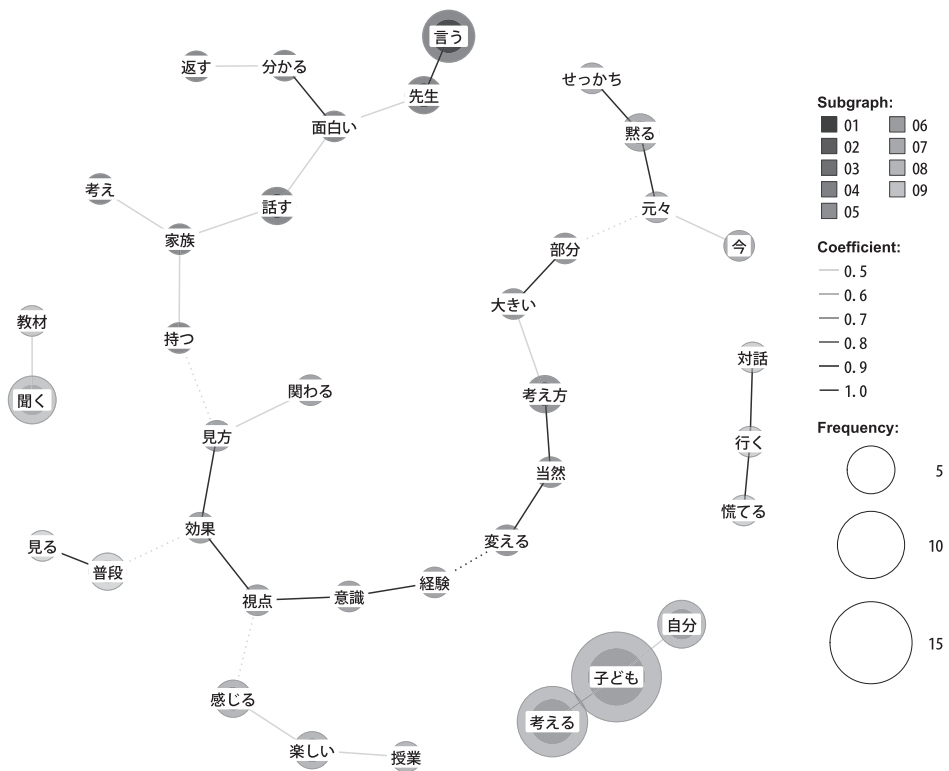 言う
返す
分かる
先生
面白い
せっかち
黙る
考え
話す
家族
元々
今
部分
大きい
教材
持つ
聞く
関わる
見方
考え方
対話
行く
当然
慌てる
効果
見る
普段
変える
視点
意識
経験
自分
子ども
考える
感じる
楽しい
授業
Subgraph:
01 06
02 07
03 08
04 09
05
Coefficient:
0.5
0.6
0.7
0.8
0.9
1.0
Frequency:
5
10
15